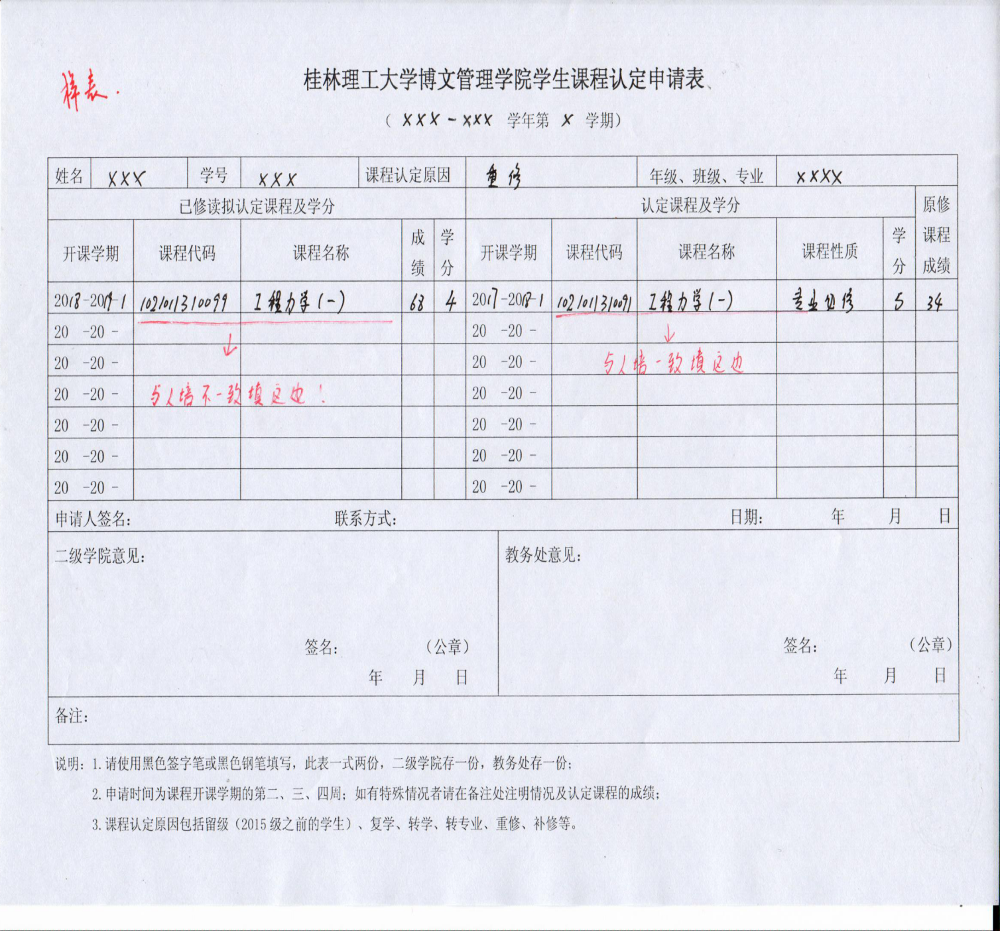 样表.
桂林理工大学博文管理学院学生课程认定申请表
（ XXX - XXX 学年第 X 学期）
姓名 XXX 学号 XXX 课程认定原因 重修 年级、班级、专业 XXXX
已修读拟认定课程及学分 认定课程及学分 原修课程成绩
开课学期 课程代码 课程名称 成绩 学分 开课学期 课程代码 课程名称 课程性质 学分
2018-2019-1 1021011310099 工程力学(一) 68 4 2017-2018-1 1021011310091 工程力学(一) 专业必修 5 34
20 -20 - 20 -20 -
↓ ↓
20 -20 - 20 -20 - 与人培一致填这边
20 -20 - 与人培不一致填这边！ 20 -20 -
20 -20 - 20 -20 -
20 -20 - 20 -20 -
20 -20 - 20 -20 -
申请人签名： 联系方式： 日期： 年 月 日
二级学院意见： 教务处意见：
签名： （公章） 签名： （公章）
年 月 日 年 月 日
备注：
说明：1.请使用黑色签字笔或黑色钢笔填写，此表一式两份，二级学院存一份，教务处存一份；
2.申请时间为课程开课学期的第二、三、四周；如有特殊情况者请在备注处注明情况及认定课程的成绩；
3.课程认定原因包括留级（2015级之前的学生）、复学、转学、转专业、重修、补修等。